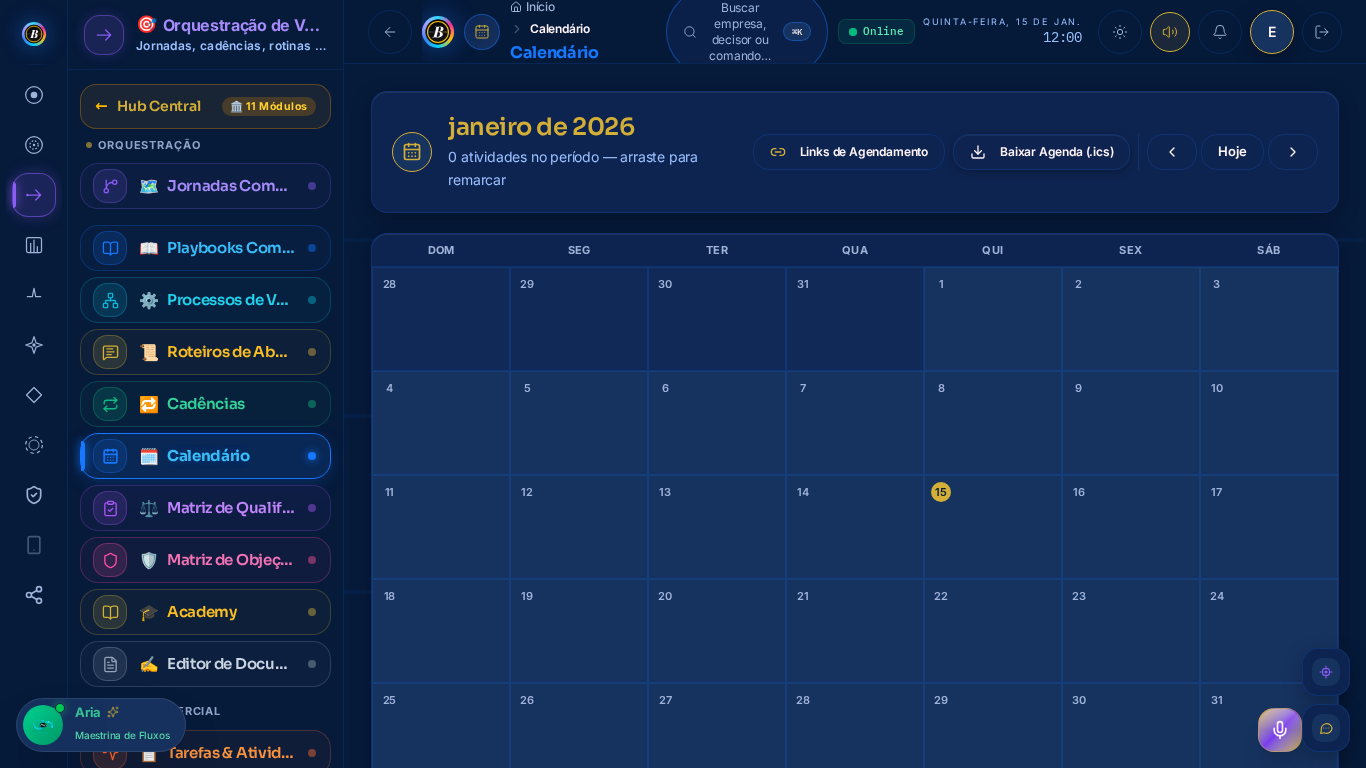 🎯 Orquestração de V...
Jornadas, cadências, rotinas ...
← Hub Central
🏛️ 11 Módulos
ORQUESTRAÇÃO
🗺️ Jornadas Com...
📖 Playbooks Com...
⚙️ Processos de V...
📜 Roteiros de Ab...
🔁 Cadências
🗓️ Calendário
⚖️ Matriz de Qualif...
🛡️ Matriz de Objeç...
🎓 Academy
✍️ Editor de Docu...
ERCIAL
📋 Tarefas & Ativid...
Aria
Maestrina de Fluxos
B
B
Início
Calendário
Calendário
Buscar
empresa,
decisor ou
comando...
⌘K
Online
QUINTA-FEIRA, 15 DE JAN.
12:00
E
janeiro de 2026
0 atividades no período — arraste para
remarcar
Links de Agendamento
Baixar Agenda (.ics)
Hoje
DOM SEG TER QUA QUI SEX SÁB
28 29 30 31 1 2 3
4 5 6 7 8 9 10
11 12 13 14 15 16 17
18 19 20 21 22 23 24
25 26 27 28 29 30 31